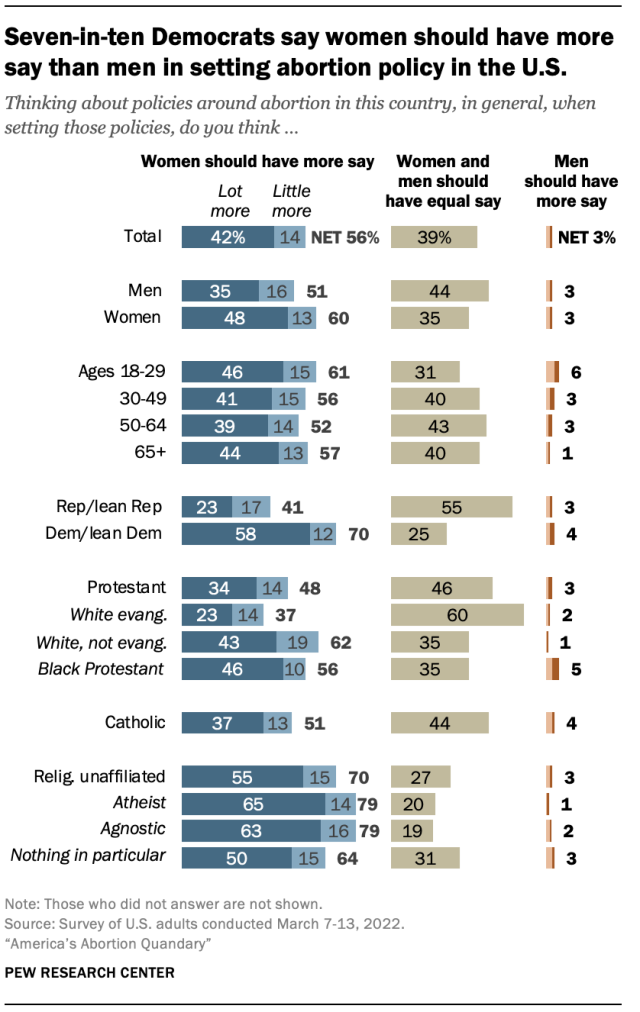 Seven-in-ten Democrats say women should have more
say than men in setting abortion policy in the U.S.
Thinking about policies around abortion in this country, in general, when
setting those policies, do you think ...
Women should have more say
Lot more
Little more
Women and men should have equal say
Men should have more say
Total 42% 14 NET 56% 39% NET 3%
Men 35 16 51 44 3
Women 48 13 60 35 3
Ages 18-29 46 15 61 31 6
30-49 41 15 56 40 3
50-64 39 14 52 43 3
65+ 44 13 57 40 1
Rep/lean Rep 23 17 41 55 3
Dem/lean Dem 58 12 70 25 4
Protestant 34 14 48 46 3
White evang. 23 14 37 60 2
White, not evang. 43 19 62 35 1
Black Protestant 46 10 56 35 5
Catholic 37 13 51 44 4
Relig. unaffiliated 55 15 70 27 3
Atheist 65 14 79 20 1
Agnostic 63 16 79 19 2
Nothing in particular 50 15 64 31 3
Note: Those who did not answer are not shown.
Source: Survey of U.S. adults conducted March 7-13, 2022.
“America’s Abortion Quandary”
PEW RESEARCH CENTER